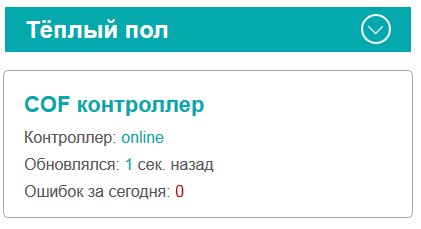 Тёплый пол
COF контроллер
Контроллер: online
Обновлялся: 1 сек. назад
Ошибок за сегодня: 0